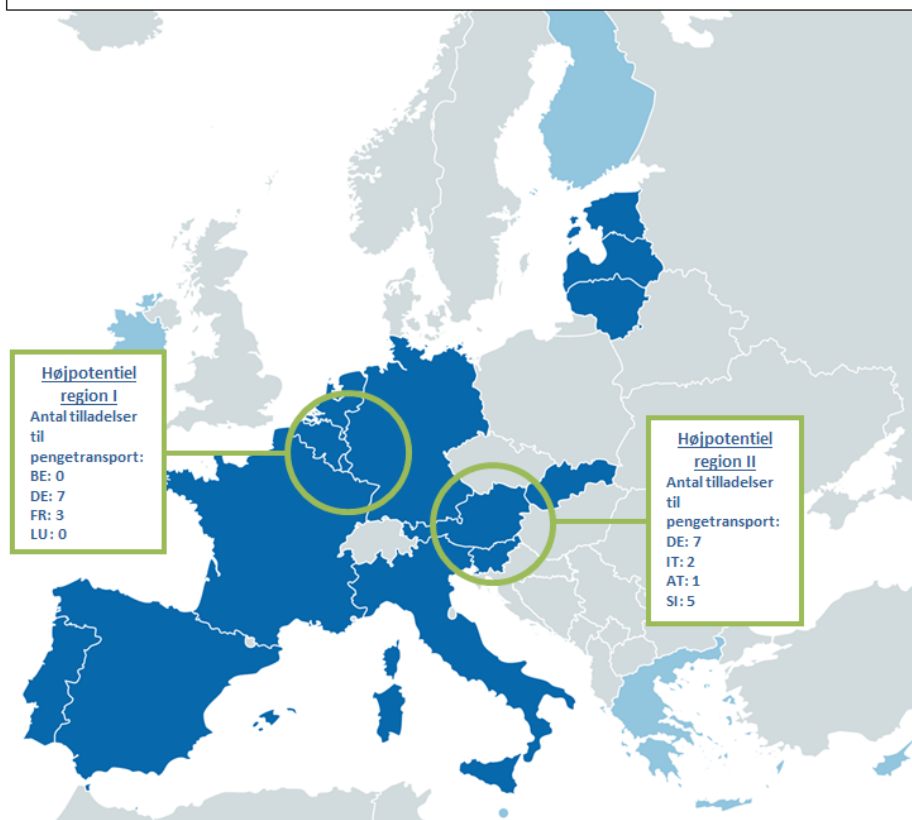 Højpotentiel
region I
Antal tilladelser
til
pengetransport:
BE: 0
DE: 7
FR: 3
LU: 0
Højpotentiel
region II
Antal tilladelser
til
pengetransport:
DE: 7
IT: 2
AT: 1
SI: 5